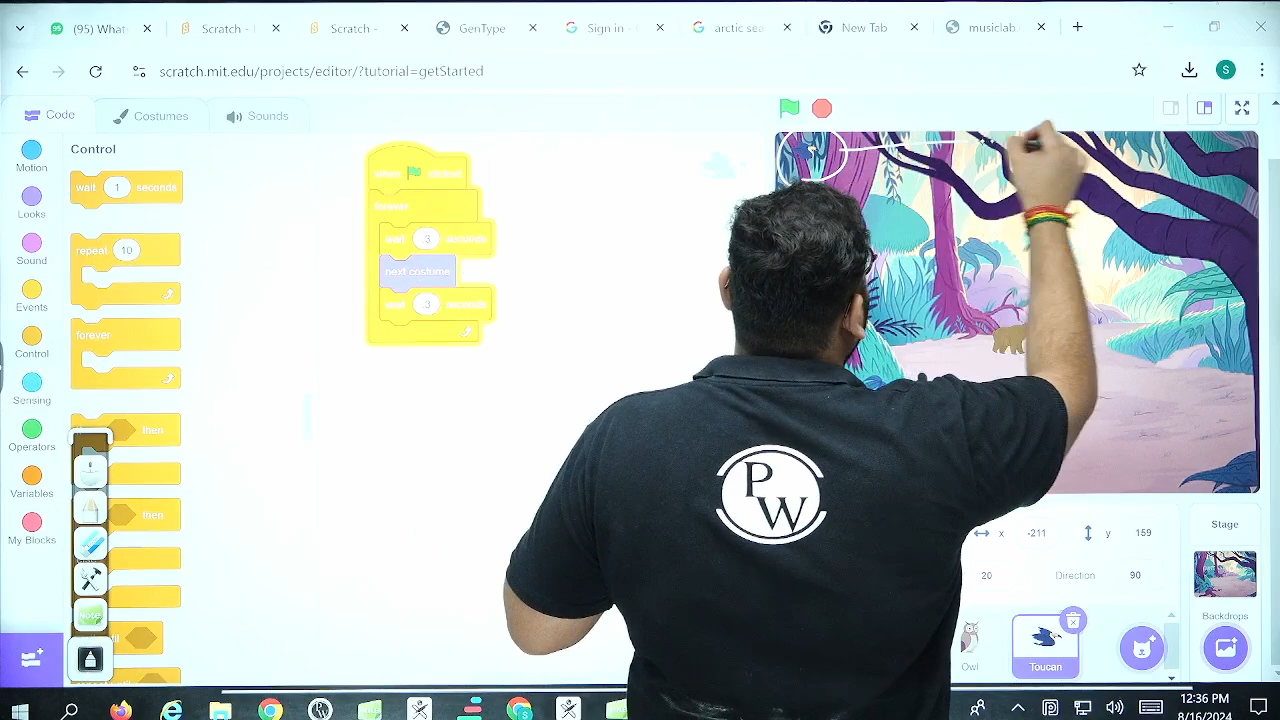 (95) What
Scratch -
Scratch -
GenType
Sign in -
arctic sea
New Tab
musiclab
scratch.mit.edu/projects/editor/?tutorial=getStarted
S
Code
Costumes
Sounds
Motion
Looks
Sound
Events
Control
Sensing
Operators
Variables
My Blocks
Control
wait 1 seconds
repeat 10
forever
then
then
NOTE
when clicked
forever
wait .3 seconds
next costume
wait .3 seconds
PW
x -211
y 159
20
Direction 90
Owl
Toucan
Stage
Backdrops
12:36 PM
8/16/2024